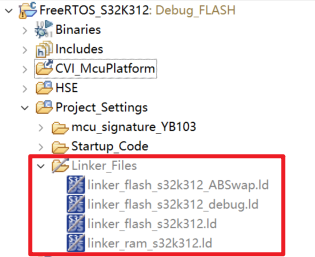 FreeRTOS_S32K312: Debug_FLASH
Binaries
Includes
CVI_McuPlatform
HSE
Project_Settings
mcu_signature_YB103
Startup_Code
Linker_Files
linker_flash_s32k312_ABSwap.ld
linker_flash_s32k312_debug.ld
linker_flash_s32k312.ld
linker_ram_s32k312.ld